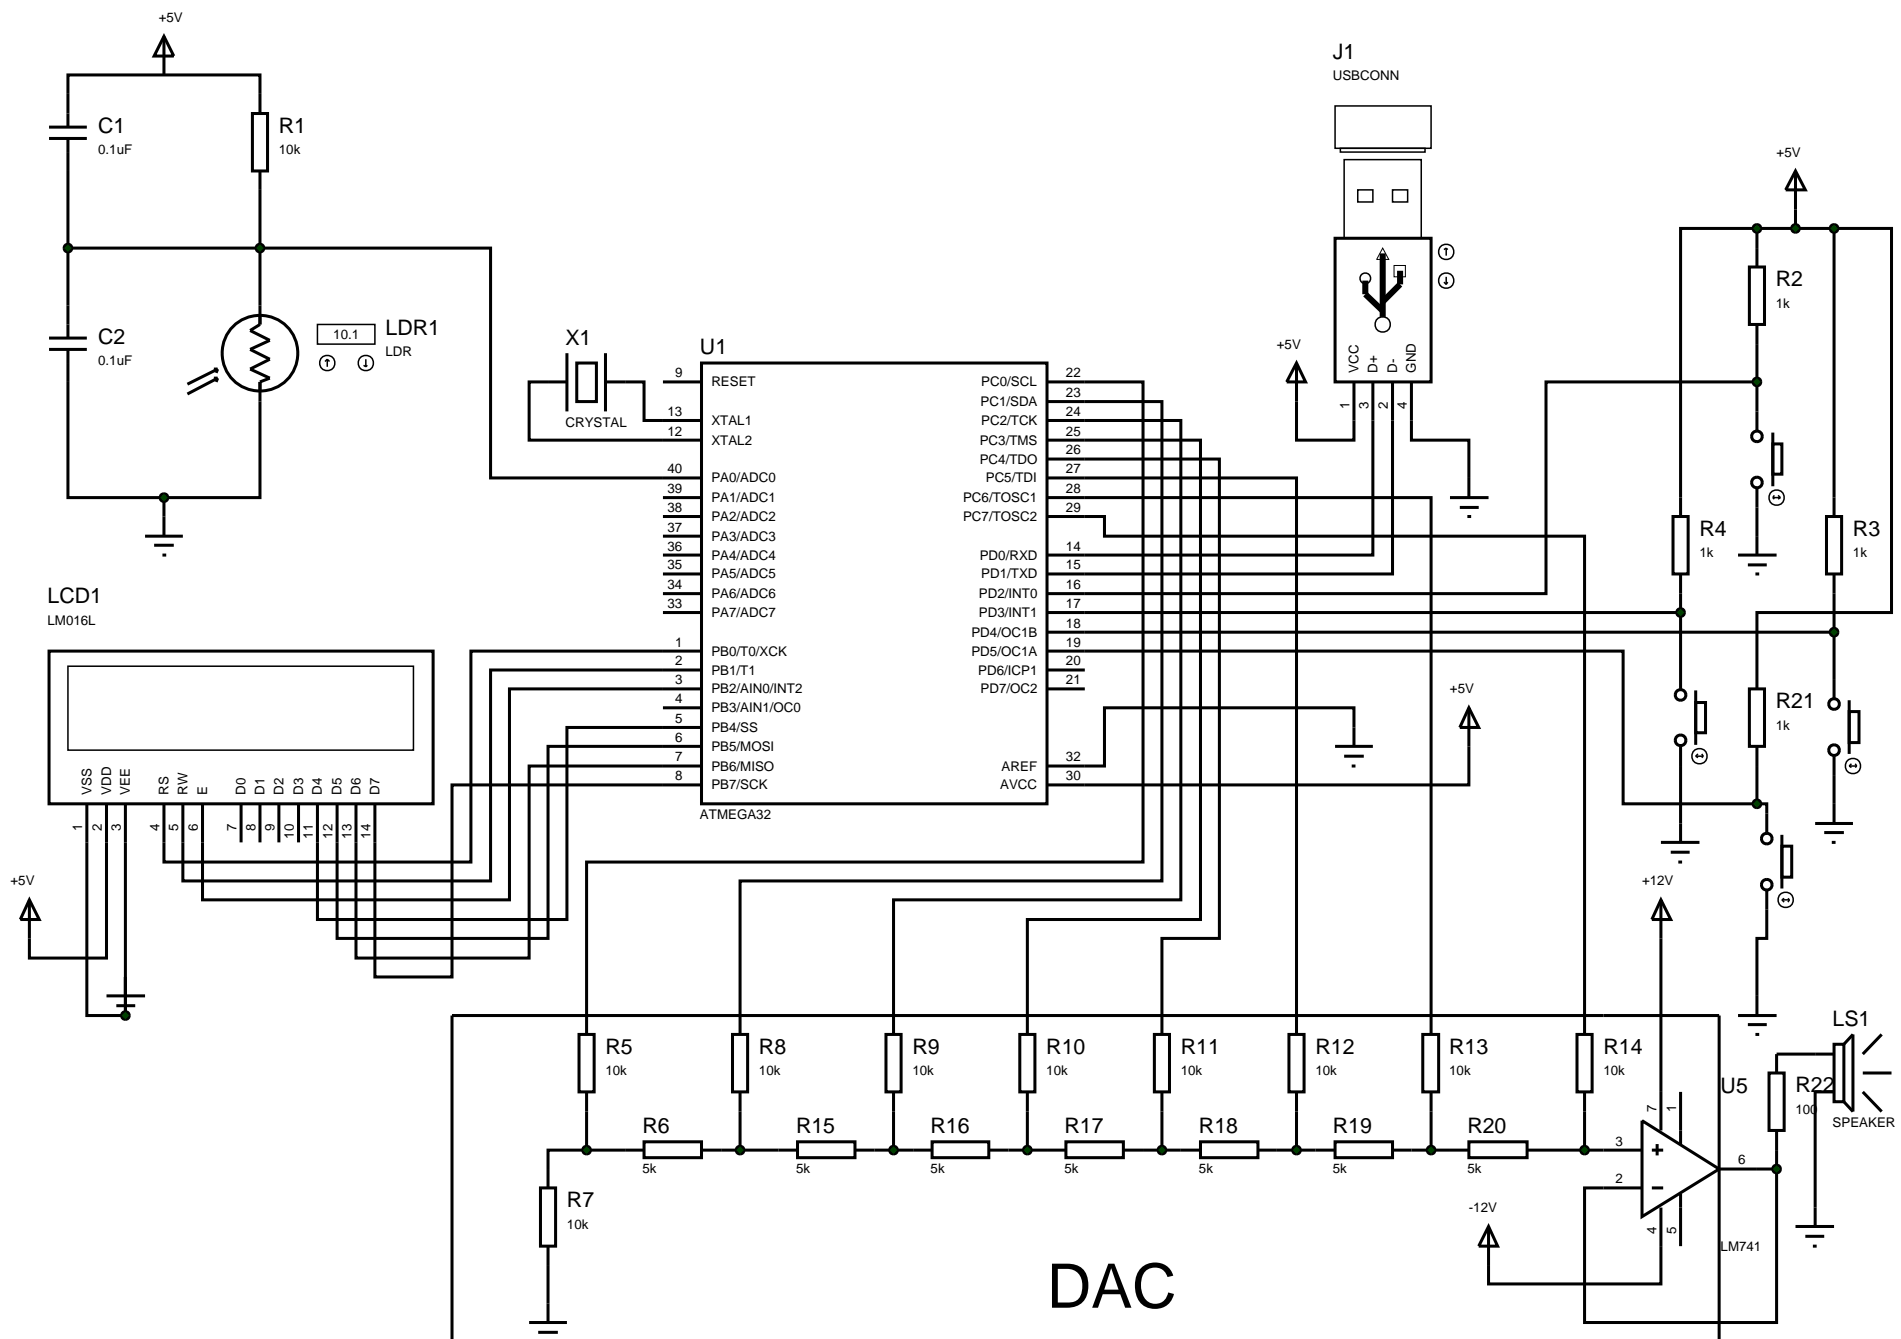 +5V
C1
0.1uF
R1
10k
C2
0.1uF
10.1
LDR1
LDR
J1
USBCONN
VCC
D+
D-
GND
1
3
2
4
+5V
+5V
R2
1k
R4
1k
R3
1k
R21
1k
X1
CRYSTAL
U1
9 RESET
13 XTAL1
12 XTAL2
40 PA0/ADC0
39 PA1/ADC1
38 PA2/ADC2
37 PA3/ADC3
36 PA4/ADC4
35 PA5/ADC5
34 PA6/ADC6
33 PA7/ADC7
1 PB0/T0/XCK
2 PB1/T1
3 PB2/AIN0/INT2
4 PB3/AIN1/OC0
5 PB4/SS
6 PB5/MOSI
7 PB6/MISO
8 PB7/SCK
PC0/SCL 22
PC1/SDA 23
PC2/TCK 24
PC3/TMS 25
PC4/TDO 26
PC5/TDI 27
PC6/TOSC1 28
PC7/TOSC2 29
PD0/RXD 14
PD1/TXD 15
PD2/INT0 16
PD3/INT1 17
PD4/OC1B 18
PD5/OC1A 19
PD6/ICP1 20
PD7/OC2 21
AREF 32
AVCC 30
ATMEGA32
+5V
LCD1
LM016L
VSS
VDD
VEE
RS
RW
E
D0
D1
D2
D3
D4
D5
D6
D7
1
2
3
4
5
6
7
8
9
10
11
12
13
14
+5V
+12V
R5
10k
R8
10k
R9
10k
R10
10k
R11
10k
R12
10k
R13
10k
R14
10k
R6
5k
R15
5k
R16
5k
R17
5k
R18
5k
R19
5k
R20
5k
R7
10k
U5
3
2
6
7
1
4
5
LM741
-12V
R22
100
LS1
SPEAKER
DAC